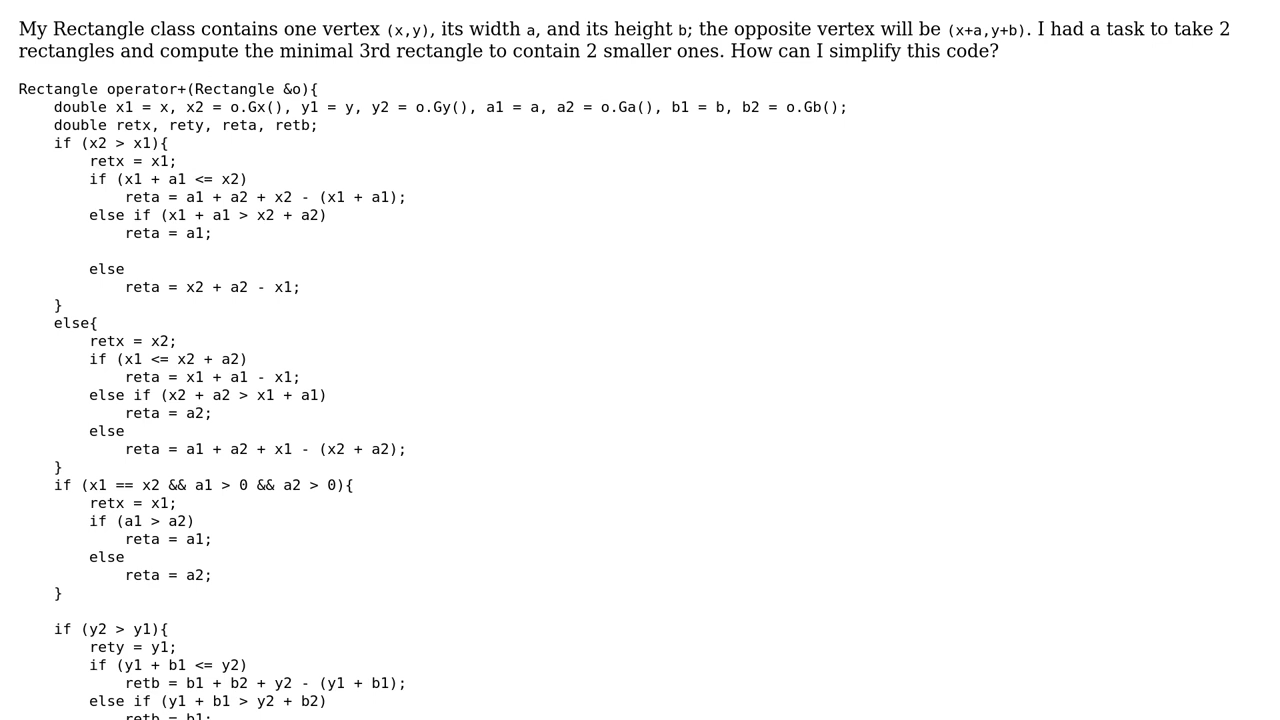 My Rectangle class contains one vertex (x,y), its width a, and its height b; the opposite vertex will be (x+a,y+b). I had a task to take 2
rectangles and compute the minimal 3rd rectangle to contain 2 smaller ones. How can I simplify this code?
Rectangle operator+(Rectangle &o){
    double x1 = x, x2 = o.Gx(), y1 = y, y2 = o.Gy(), a1 = a, a2 = o.Ga(), b1 = b, b2 = o.Gb();
    double retx, rety, reta, retb;
    if (x2 > x1){
        retx = x1;
        if (x1 + a1 <= x2)
            reta = a1 + a2 + x2 - (x1 + a1);
        else if (x1 + a1 > x2 + a2)
            reta = a1;
        else
            reta = x2 + a2 - x1;
    }
    else{
        retx = x2;
        if (x1 <= x2 + a2)
            reta = x1 + a1 - x1;
        else if (x2 + a2 > x1 + a1)
            reta = a2;
        else
            reta = a1 + a2 + x1 - (x2 + a2);
    }
    if (x1 == x2 && a1 > 0 && a2 > 0){
        retx = x1;
        if (a1 > a2)
            reta = a1;
        else
            reta = a2;
    }
    if (y2 > y1){
        rety = y1;
        if (y1 + b1 <= y2)
            retb = b1 + b2 + y2 - (y1 + b1);
        else if (y1 + b1 > y2 + b2)
            retb = b1;